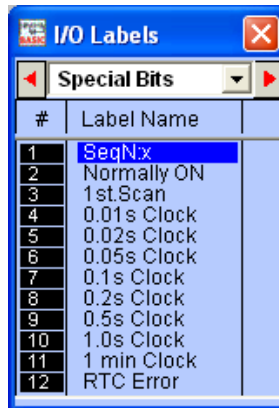 BASIC
I/O Labels
Special Bits
# Label Name
1 SeqN:x
2 Normally ON
3 1st.Scan
4 0.01s Clock
5 0.02s Clock
6 0.05s Clock
7 0.1s Clock
8 0.2s Clock
9 0.5s Clock
10 1.0s Clock
11 1 min Clock
12 RTC Error